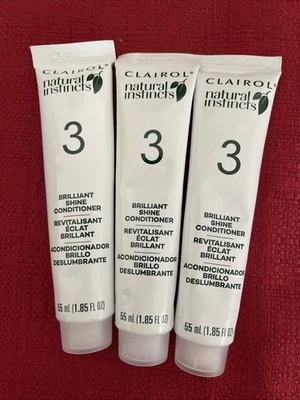 CLAIROL®
natural
instincts
3
BRILLIANT
SHINE
CONDITIONER
REVITALISANT
ÉCLAT
BRILLANT
ACONDICIONADOR
BRILLO
DESLUMBRANTE
55 mL (1.85 FL OZ)
CLAIROL®
natural
instincts
3
BRILLIANT
SHINE
CONDITIONER
REVITALISANT
ÉCLAT
BRILLANT
ACONDICIONADOR
BRILLO
DESLUMBRANTE
55 mL (1.85 FL OZ)
CLAIROL®
natural
instincts
3
BRILLIANT
SHINE
CONDITIONER
REVITALISANT
ÉCLAT
BRILLANT
ACONDICIONADOR
BRILLO
DESLUMBRANTE
55 mL (1.85 FL OZ)